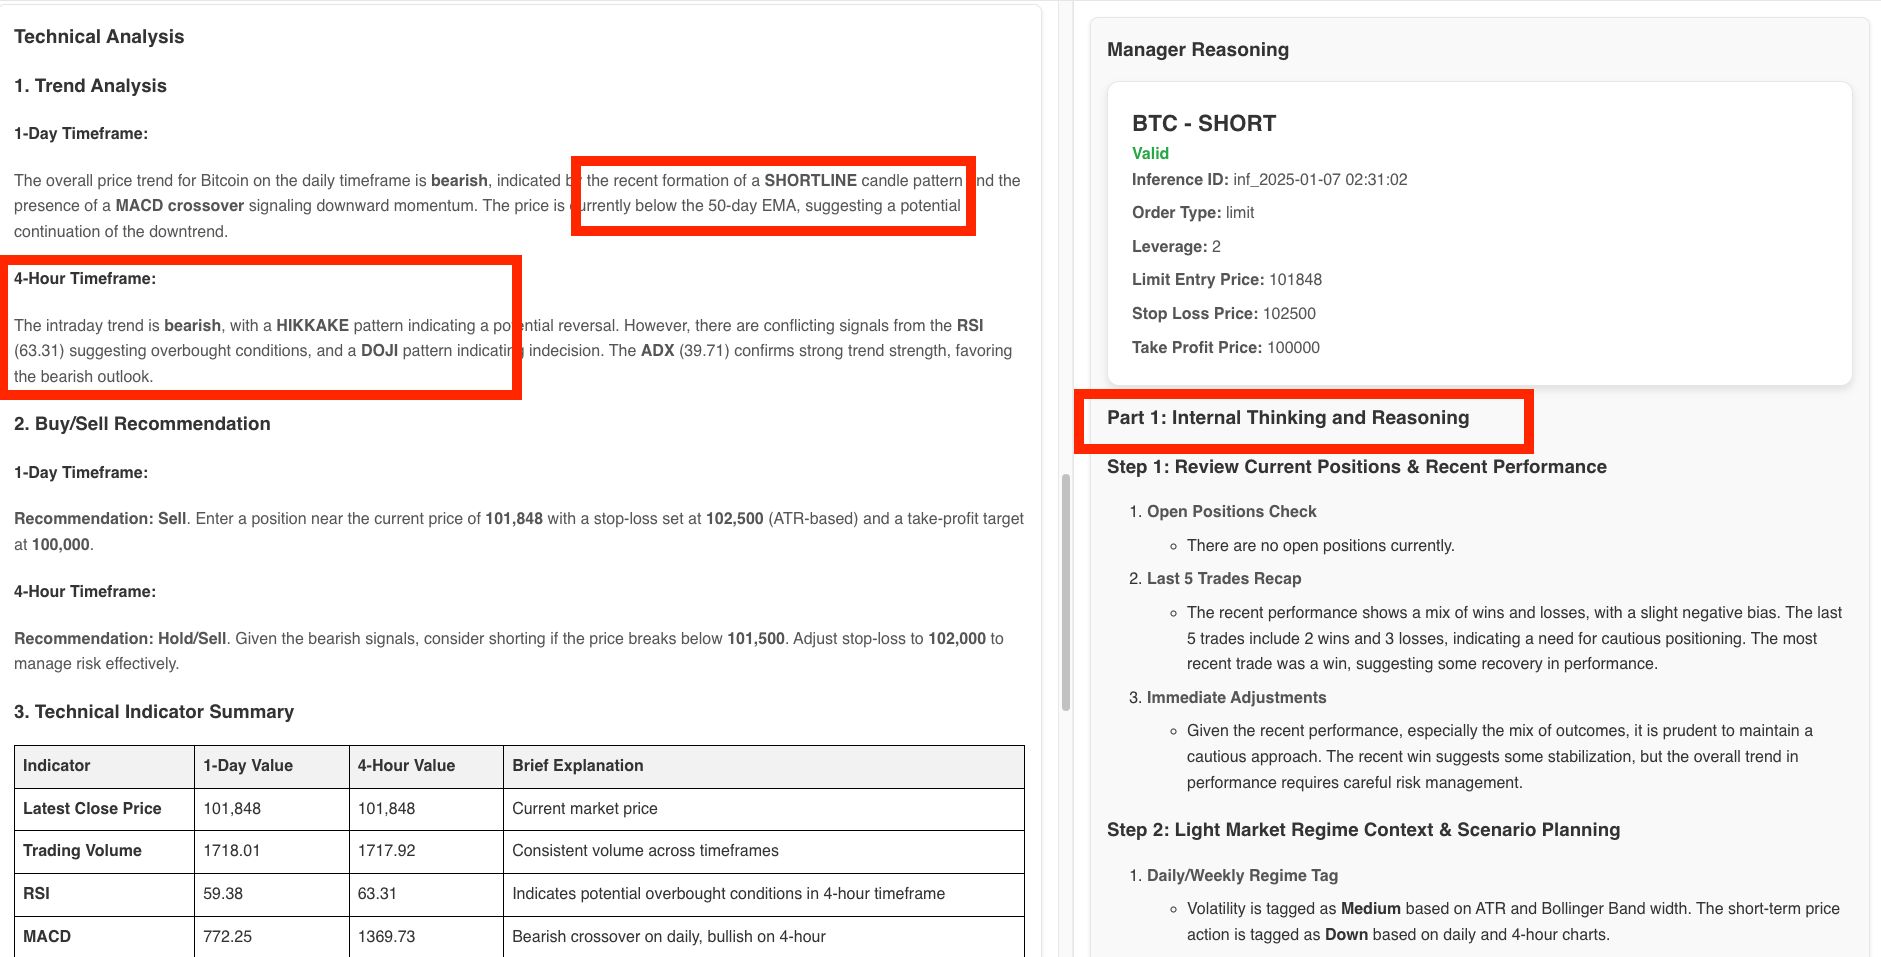 Technical Analysis
1. Trend Analysis
1-Day Timeframe:
The overall price trend for Bitcoin on the daily timeframe is bearish, indicated by the recent formation of a SHORTLINE candle pattern and the
presence of a MACD crossover signaling downward momentum. The price is currently below the 50-day EMA, suggesting a potential
continuation of the downtrend.
4-Hour Timeframe:
The intraday trend is bearish, with a HIKKAKE pattern indicating a potential reversal. However, there are conflicting signals from the RSI
(63.31) suggesting overbought conditions, and a DOJI pattern indicating indecision. The ADX (39.71) confirms strong trend strength, favoring
the bearish outlook.
2. Buy/Sell Recommendation
1-Day Timeframe:
Recommendation: Sell. Enter a position near the current price of 101,848 with a stop-loss set at 102,500 (ATR-based) and a take-profit target
at 100,000.
4-Hour Timeframe:
Recommendation: Hold/Sell. Given the bearish signals, consider shorting if the price breaks below 101,500. Adjust stop-loss to 102,000 to
manage risk effectively.
3. Technical Indicator Summary
Indicator 1-Day Value 4-Hour Value Brief Explanation
Latest Close Price 101,848 101,848 Current market price
Trading Volume 1718.01 1717.92 Consistent volume across timeframes
RSI 59.38 63.31 Indicates potential overbought conditions in 4-hour timeframe
MACD 772.25 1369.73 Bearish crossover on daily, bullish on 4-hour
Manager Reasoning
BTC - SHORT
Valid
Inference ID: inf_2025-01-07 02:31:02
Order Type: limit
Leverage: 2
Limit Entry Price: 101848
Stop Loss Price: 102500
Take Profit Price: 100000
Part 1: Internal Thinking and Reasoning
Step 1: Review Current Positions & Recent Performance
1. Open Positions Check
◦ There are no open positions currently.
2. Last 5 Trades Recap
◦ The recent performance shows a mix of wins and losses, with a slight negative bias. The last
5 trades include 2 wins and 3 losses, indicating a need for cautious positioning. The most
recent trade was a win, suggesting some recovery in performance.
3. Immediate Adjustments
◦ Given the recent performance, especially the mix of outcomes, it is prudent to maintain a
cautious approach. The recent win suggests some stabilization, but the overall trend in
performance requires careful risk management.
Step 2: Light Market Regime Context & Scenario Planning
1. Daily/Weekly Regime Tag
◦ Volatility is tagged as Medium based on ATR and Bollinger Band width. The short-term price
action is tagged as Down based on daily and 4-hour charts.